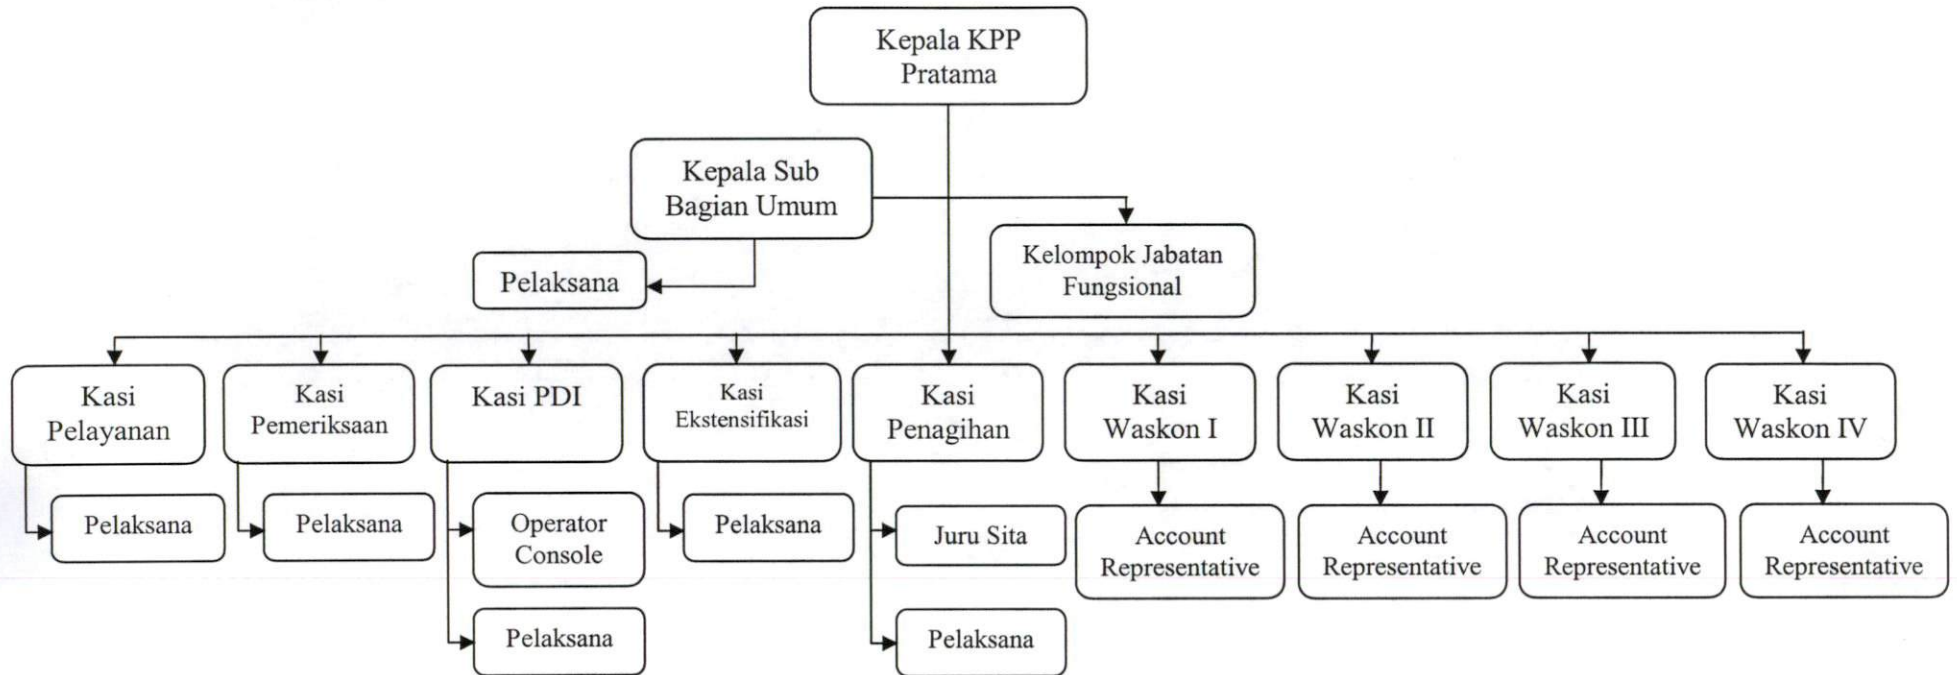 Kepala KPP
Pratama
Kepala Sub
Bagian Umum
Kelompok Jabatan
Fungsional
Pelaksana
Kasi
Pelayanan
Kasi
Pemeriksaan
Kasi PDI
Kasi
Ekstensifikasi
Kasi
Penagihan
Kasi
Waskon I
Kasi
Waskon II
Kasi
Waskon III
Kasi
Waskon IV
Pelaksana
Pelaksana
Operator
Console
Pelaksana
Juru Sita
Account
Representative
Account
Representative
Account
Representative
Account
Representative
Pelaksana
Pelaksana